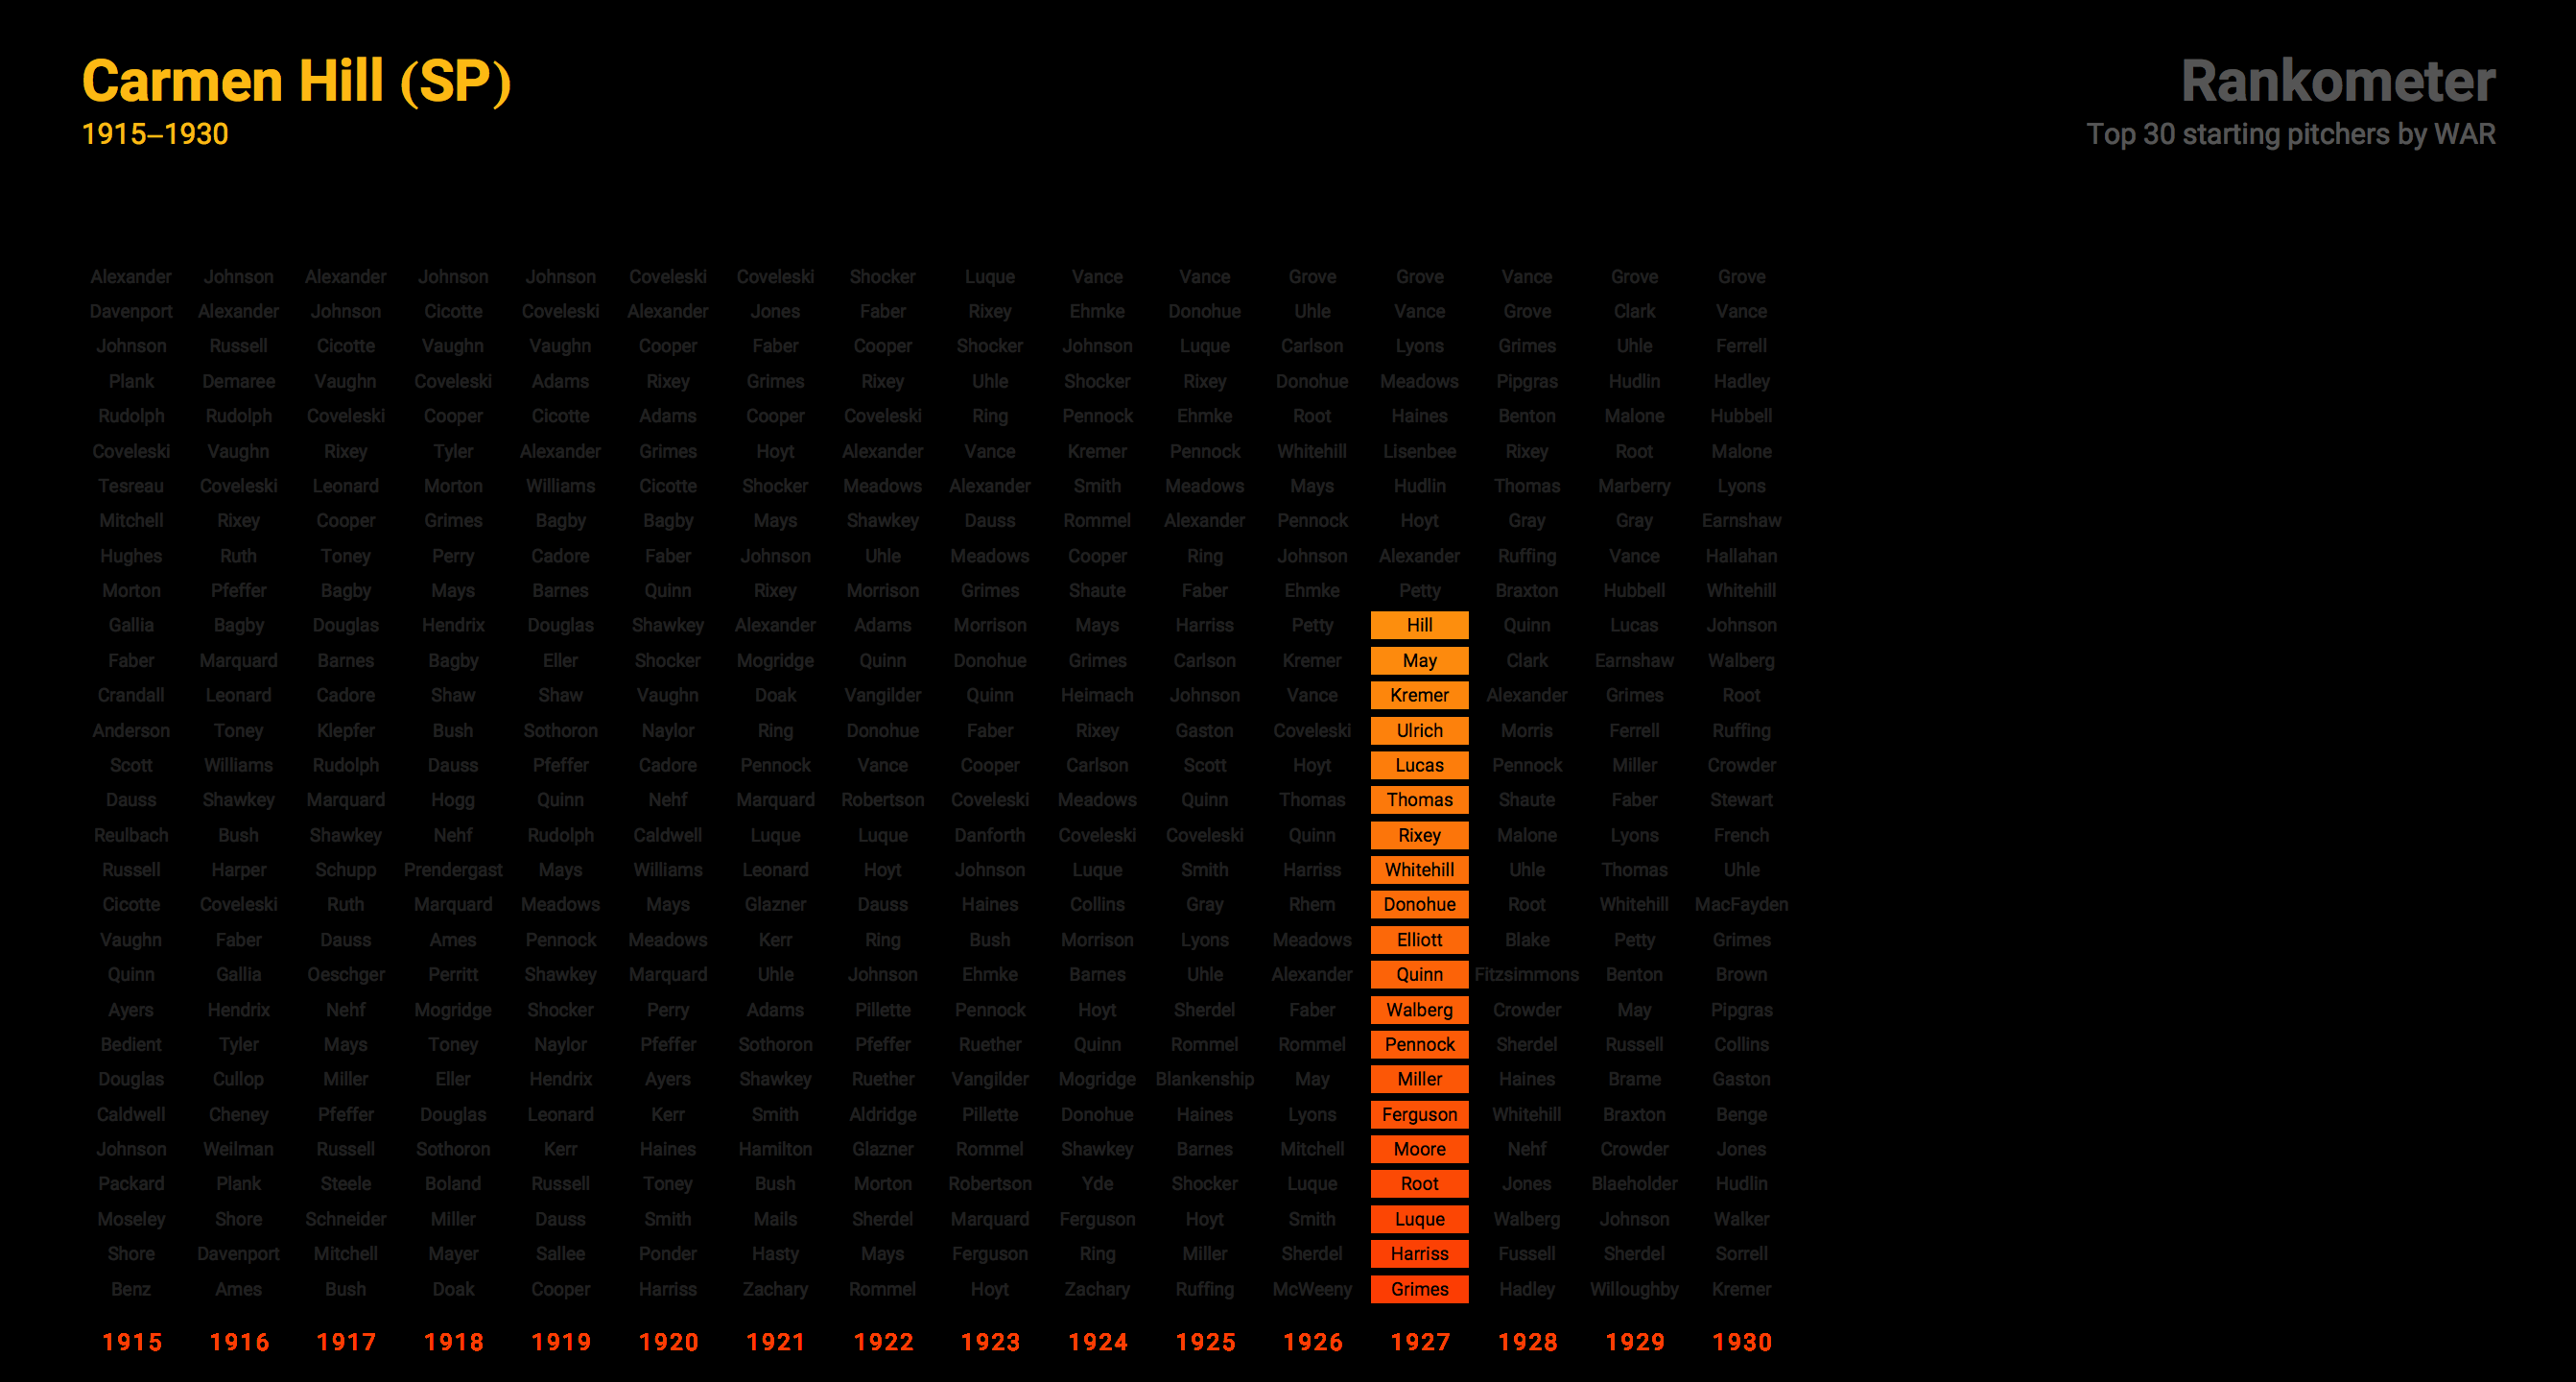 Carmen Hill (SP)
1915–1930
Rankometer
Top 30 starting pitchers by WAR
Alexander Johnson Alexander Johnson Johnson Coveleski Coveleski Shocker Luque Vance Vance Grove Grove Vance Grove Grove
Davenport Alexander Johnson Cicotte Coveleski Alexander Jones Faber Rixey Ehmke Donohue Uhle Vance Grove Clark Vance
Johnson Russell Cicotte Vaughn Vaughn Cooper Faber Cooper Shocker Johnson Luque Carlson Lyons Grimes Uhle Ferrell
Plank Demaree Vaughn Coveleski Adams Rixey Grimes Rixey Uhle Shocker Rixey Donohue Meadows Pipgras Hudlin Hadley
Rudolph Rudolph Coveleski Cooper Cicotte Adams Cooper Coveleski Ring Pennock Ehmke Root Haines Benton Malone Hubbell
Coveleski Vaughn Rixey Tyler Alexander Grimes Hoyt Alexander Vance Kremer Pennock Whitehill Lisenbee Rixey Root Malone
Tesreau Coveleski Leonard Morton Williams Cicotte Shocker Meadows Alexander Smith Meadows Mays Hudlin Thomas Marberry Lyons
Mitchell Rixey Cooper Grimes Bagby Bagby Mays Shawkey Dauss Rommel Alexander Pennock Hoyt Gray Gray Earnshaw
Hughes Ruth Toney Perry Cadore Faber Johnson Uhle Meadows Cooper Ring Johnson Alexander Ruffing Vance Hallahan
Morton Pfeffer Bagby Mays Barnes Quinn Rixey Morrison Grimes Shaute Faber Ehmke Petty Braxton Hubbell Whitehill
Gallia Bagby Douglas Hendrix Douglas Shawkey Alexander Adams Morrison Mays Harriss Petty Hill Quinn Lucas Johnson
Faber Marquard Barnes Bagby Eller Shocker Mogridge Quinn Donohue Grimes Carlson Kremer May Clark Earnshaw Walberg
Crandall Leonard Cadore Shaw Shaw Vaughn Doak Vangilder Quinn Heimach Johnson Vance Kremer Alexander Grimes Root
Anderson Toney Klepfer Bush Sothoron Naylor Ring Donohue Faber Rixey Gaston Coveleski Ulrich Morris Ferrell Ruffing
Scott Williams Rudolph Dauss Pfeffer Cadore Pennock Vance Cooper Carlson Scott Hoyt Lucas Pennock Miller Crowder
Dauss Shawkey Marquard Hogg Quinn Nehf Marquard Robertson Coveleski Meadows Quinn Thomas Thomas Shaute Faber Stewart
Reulbach Bush Shawkey Nehf Rudolph Caldwell Luque Luque Danforth Coveleski Coveleski Quinn Rixey Malone Lyons French
Russell Harper Schupp Prendergast Mays Williams Leonard Hoyt Johnson Luque Smith Harriss Whitehill Uhle Thomas Uhle
Cicotte Coveleski Ruth Marquard Meadows Mays Glazner Dauss Haines Collins Gray Rhem Donohue Root Whitehill MacFayden
Vaughn Faber Dauss Ames Pennock Meadows Kerr Ring Bush Morrison Lyons Meadows Elliott Blake Petty Grimes
Quinn Gallia Oeschger Perritt Shawkey Marquard Uhle Johnson Ehmke Barnes Uhle Alexander Quinn Fitzsimmons Benton Brown
Ayers Hendrix Nehf Mogridge Shocker Perry Adams Pillette Pennock Hoyt Sherdel Faber Walberg Crowder May Pipgras
Bedient Tyler Mays Toney Naylor Pfeffer Sothoron Pfeffer Ruether Quinn Rommel Rommel Pennock Sherdel Russell Collins
Douglas Cullop Miller Eller Hendrix Ayers Shawkey Ruether Vangilder Mogridge Blankenship May Miller Haines Brame Gaston
Caldwell Cheney Pfeffer Douglas Leonard Kerr Smith Aldridge Pillette Donohue Haines Lyons Ferguson Whitehill Braxton Benge
Johnson Weilman Russell Sothoron Kerr Haines Hamilton Glazner Rommel Shawkey Barnes Mitchell Moore Nehf Crowder Jones
Packard Plank Steele Boland Russell Toney Bush Morton Robertson Yde Shocker Luque Root Jones Blaeholder Hudlin
Moseley Shore Schneider Miller Dauss Smith Mails Sherdel Marquard Ferguson Hoyt Smith Luque Walberg Johnson Walker
Shore Davenport Mitchell Mayer Sallee Ponder Hasty Mays Ferguson Ring Miller Sherdel Harriss Fussell Sherdel Sorrell
Benz Ames Bush Doak Cooper Harriss Zachary Rommel Hoyt Zachary Ruffing McWeeny Grimes Hadley Willoughby Kremer
1915 1916 1917 1918 1919 1920 1921 1922 1923 1924 1925 1926 1927 1928 1929 1930